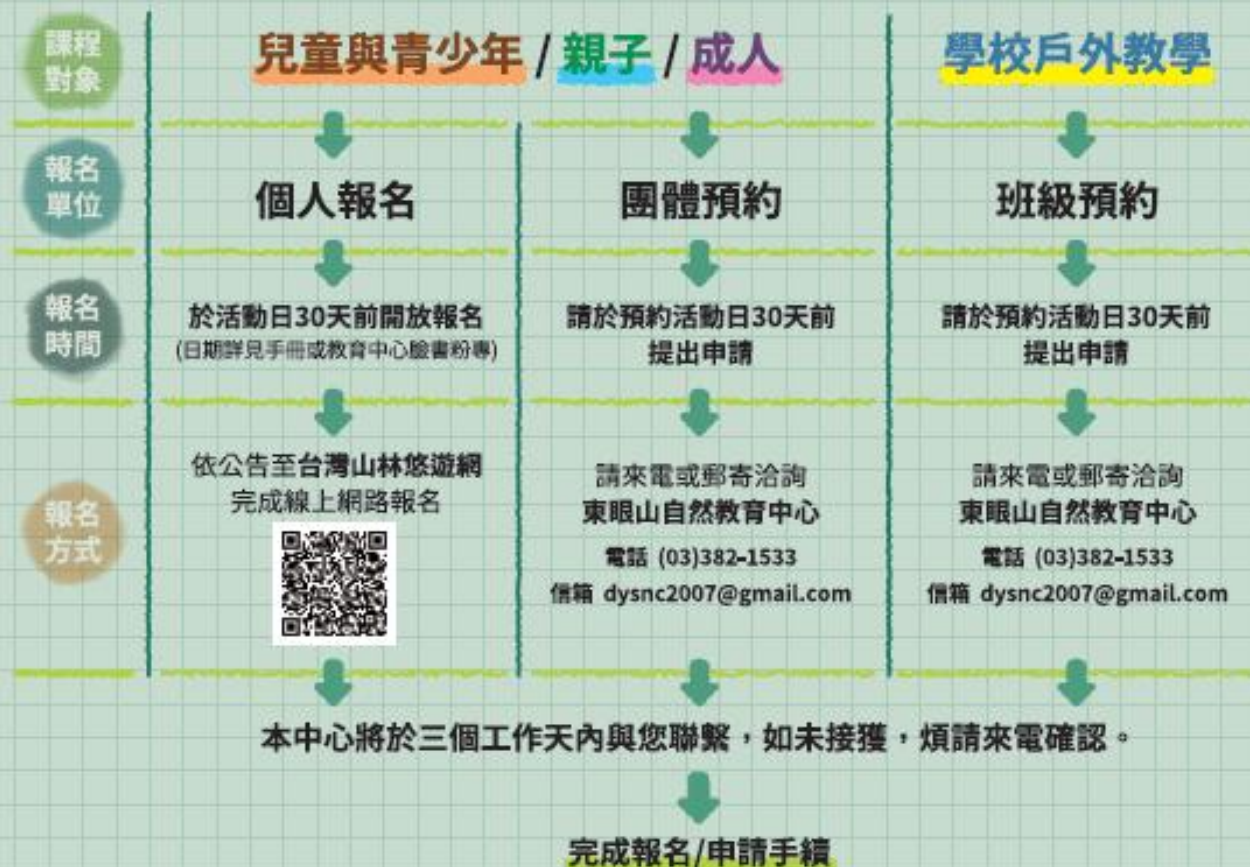 課程
對象
兒童與青少年 / 親子 / 成人
學校戶外教學
報名
單位
個人報名
團體預約
班級預約
報名
時間
於活動日30天前開放報名
(日期詳見手冊或教育中心臉書粉專)
請於預約活動日30天前
提出申請
請於預約活動日30天前
提出申請
報名
方式
依公告至台灣山林悠遊網
完成線上網路報名
請來電或郵寄洽詢
東眼山自然教育中心
電話 (03)382-1533
信箱 dysnc2007@gmail.com
請來電或郵寄洽詢
東眼山自然教育中心
電話 (03)382-1533
信箱 dysnc2007@gmail.com
本中心將於三個工作天內與您聯繫，如未接獲，煩請來電確認。
完成報名/申請手續